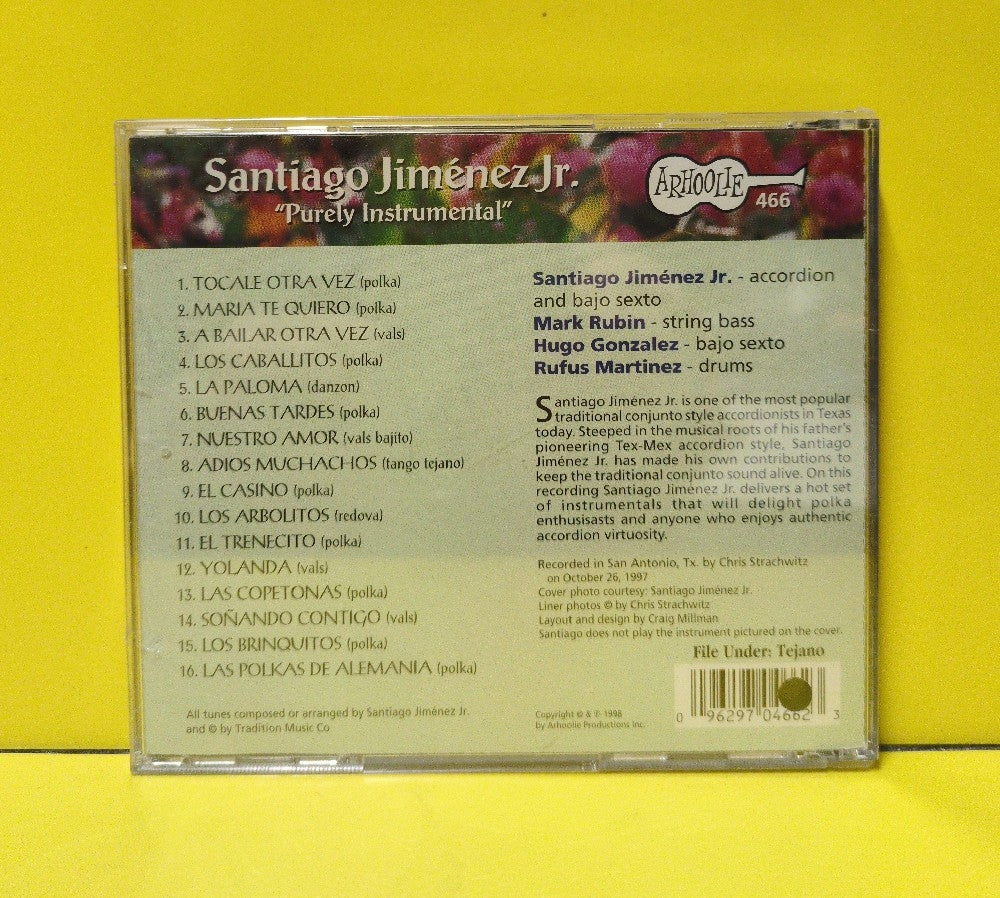 Santiago Jiménez Jr.
"Purely Instrumental"
ARHOOLIE
466
1. TOCALE OTRA VEZ (polka)
2. MARIA TE QUIERO (polka)
3. A BAILAR OTRA VEZ (vals)
4. LOS CABALLITOS (polka)
5. LA PALOMA (danzon)
6. BUENAS TARDES (polka)
7. NUESTRO AMOR (vals bajito)
8. ADIOS MUCHACHOS (tango tejano)
9. EL CASINO (polka)
10. LOS ARBOLITOS (redova)
11. EL TRENECITO (polka)
12. YOLANDA (vals)
13. LAS COPETONAS (polka)
14. SOÑANDO CONTIGO (vals)
15. LOS BRINQUITOS (polka)
16. LAS POLKAS DE ALEMANIA (polka)
All tunes composed or arranged by Santiago Jiménez Jr.
and © by Tradition Music Co
Santiago Jiménez Jr. - accordion
and bajo sexto
Mark Rubin - string bass
Hugo Gonzalez - bajo sexto
Rufus Martinez - drums
Santiago Jiménez Jr. is one of the most popular
traditional conjunto style accordionists in Texas
today. Steeped in the musical roots of his father's
pioneering Tex-Mex accordion style, Santiago
Jiménez Jr. has made his own contributions to
keep the traditional conjunto sound alive. On this
recording Santiago Jiménez Jr. delivers a hot set
of instrumentals that will delight polka
enthusisasts and anyone who enjoys authentic
accordion virtuosity.
Recorded in San Antonio, Tx. by Chris Strachwitz
on October 26, 1997
Cover photo courtesy: Santiago Jiménez Jr.
Liner photos © by Chris Strachwitz
Layout and design by Craig Millman
Santiago does not play the instrument pictured on the cover.
File Under: Tejano
0 96297 04662 3
Copyright © & ℗ 1998
by Arhoolie Productions Inc.